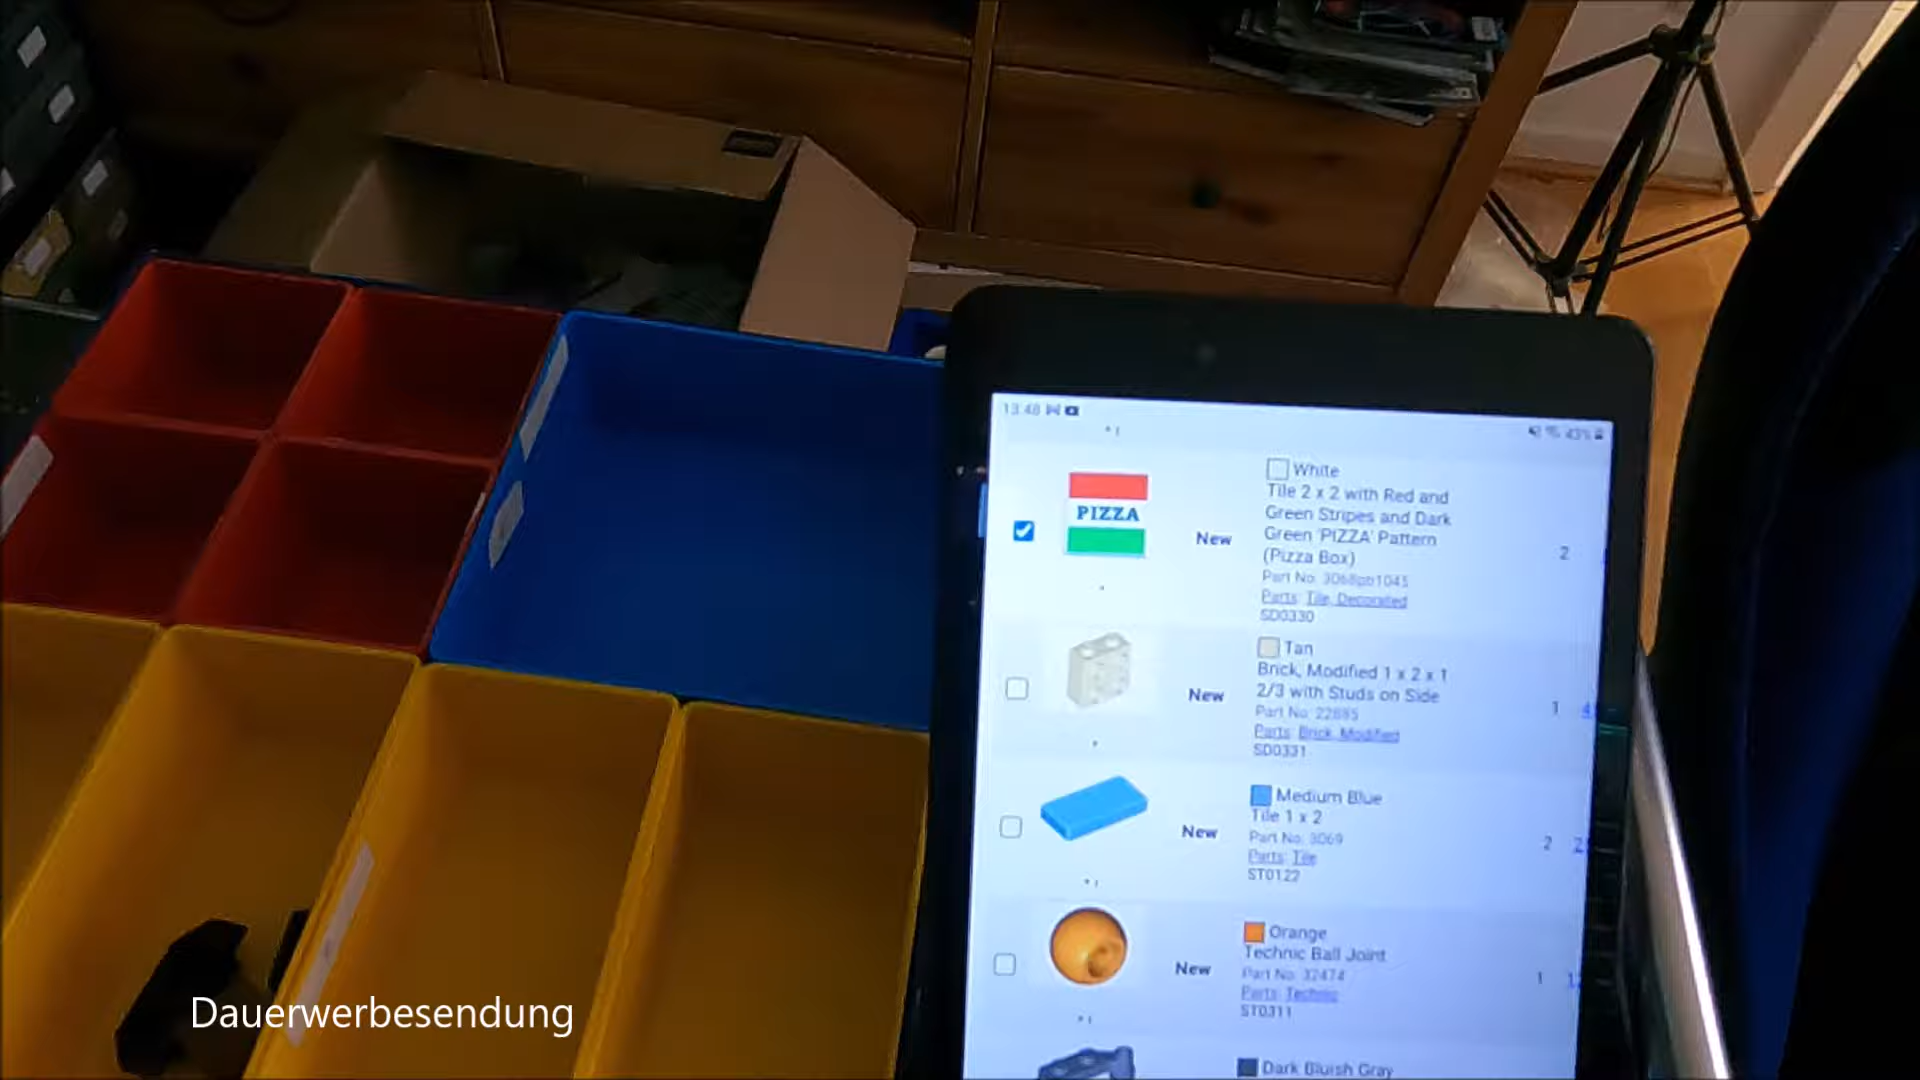 13:48
43%
White
Tile 2 x 2 with Red and
Green Stipes and Dark
Green 'PIZZA' Pattern
(Pizza Box)
Part No: 3068pb1045
Parts: Tile, Decorated
SD0330
PIZZA
New
2
Tan
Brick, Modified 1 x 2 x 1
2/3 with Studs on Side
Part No: 22885
Parts: Brick, Modified
SD0331
New
1
Medium Blue
Tile 1 x 2
Part No: 3069
Parts: Tile
ST0122
New
2
Orange
Technic Ball Joint
Part No: 32474
Parts: Technic
ST0311
New
1
Dark Bluish Gray
Dauerwerbesendung